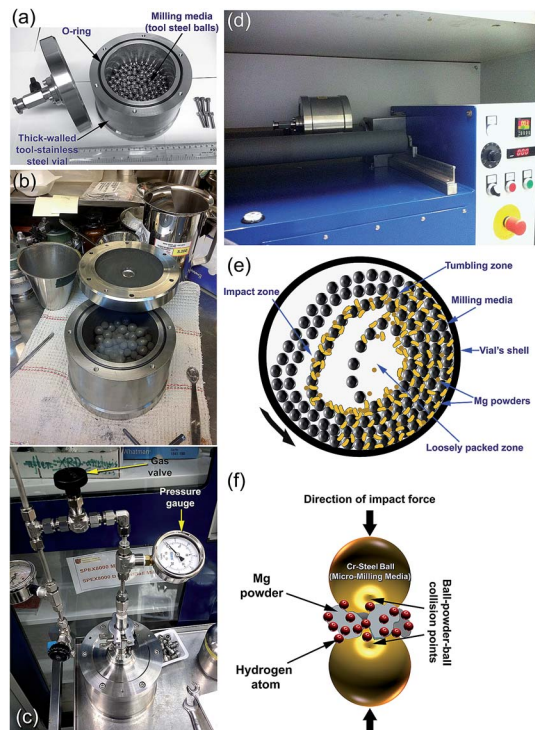 (a)
Milling media
(tool steel balls)
O-ring
Thick-walled
tool-stainless
steel vial
(b)
Gas
valve
Pressure
gauge
SPEX8000
(c)
(d)
(e)
Tumbling zone
Impact zone
Milling media
Vial's shell
Mg powders
Loosely packed zone
(f)
Direction of impact force
Cr-Steel Ball
(Micro-Milling Media)
Mg
powder
Hydrogen
atom
Ball-powder-ball
collision points